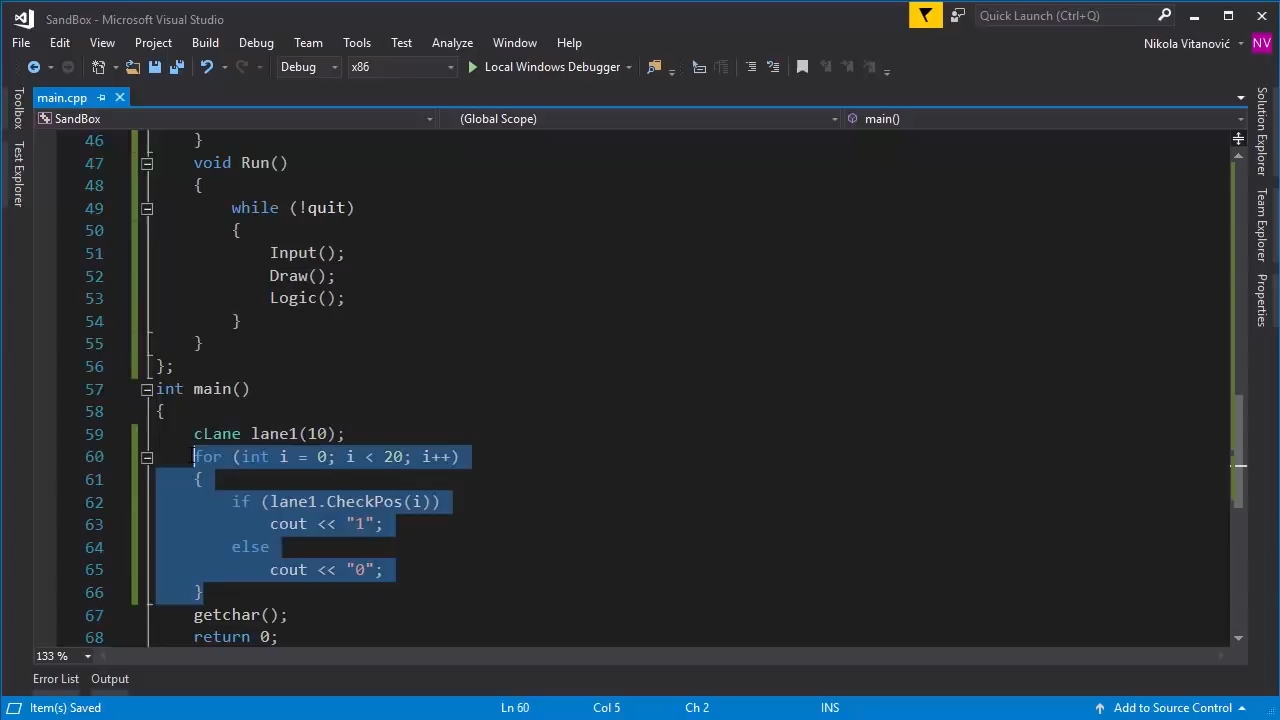 SandBox - Microsoft Visual Studio
Quick Launch (Ctrl+Q)
File Edit View Project Build Debug Team Tools Test Analyze Window Help
Nikola Vitanović NV
Debug x86 Local Windows Debugger
main.cpp
SandBox (Global Scope) main()
Toolbox
Test Explorer
46 }
47 void Run()
48 {
49 while (!quit)
50 {
51 Input();
52 Draw();
53 Logic();
54 }
55 }
56 };
57 int main()
58 {
59 cLane lane1(10);
60 for (int i = 0; i < 20; i++)
61 {
62 if (lane1.CheckPos(i))
63 cout << "1";
64 else
65 cout << "0";
66 }
67 getchar();
68 return 0;
Solution Explorer
Team Explorer
Properties
133 %
Error List Output
Item(s) Saved Ln 60 Col 5 Ch 2 INS Add to Source Control